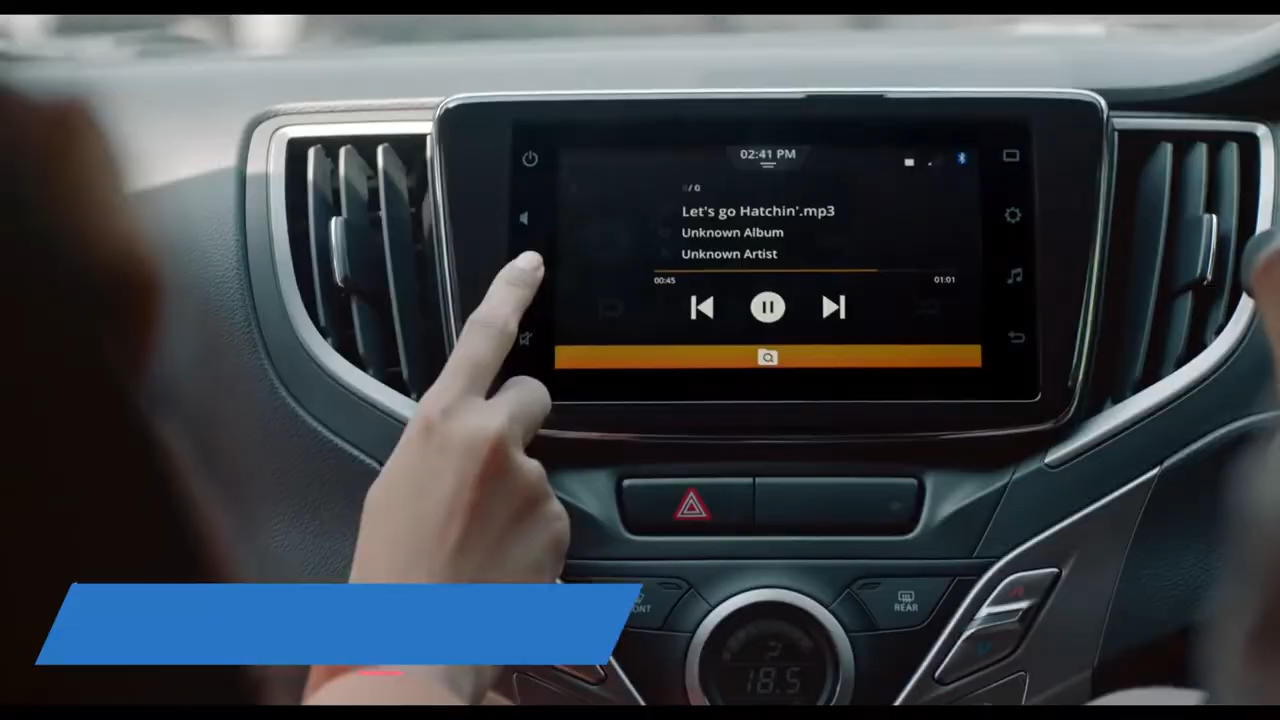 02:41 PM
Let's go Hatchin'.mp3
Unknown Album
Unknown Artist
00:45
01:01
REAR
18.5